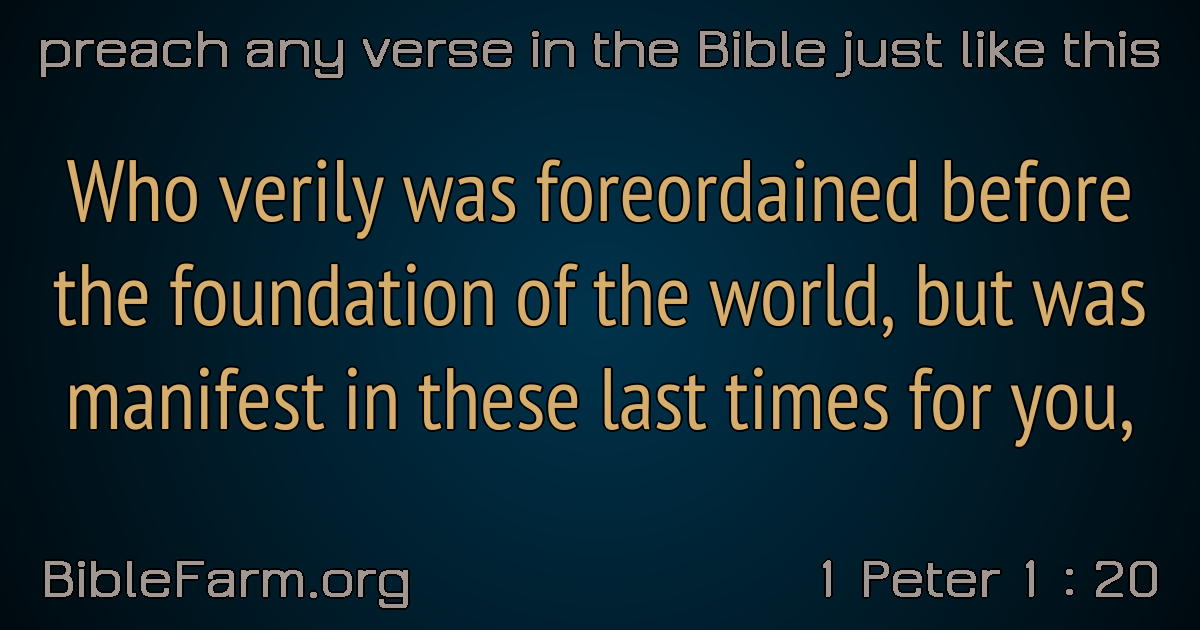 preach any verse in the Bible just like this
Who verily was foreordained before
the foundation of the world, but was
manifest in these last times for you,
BibleFarm.org
1 Peter 1 : 20